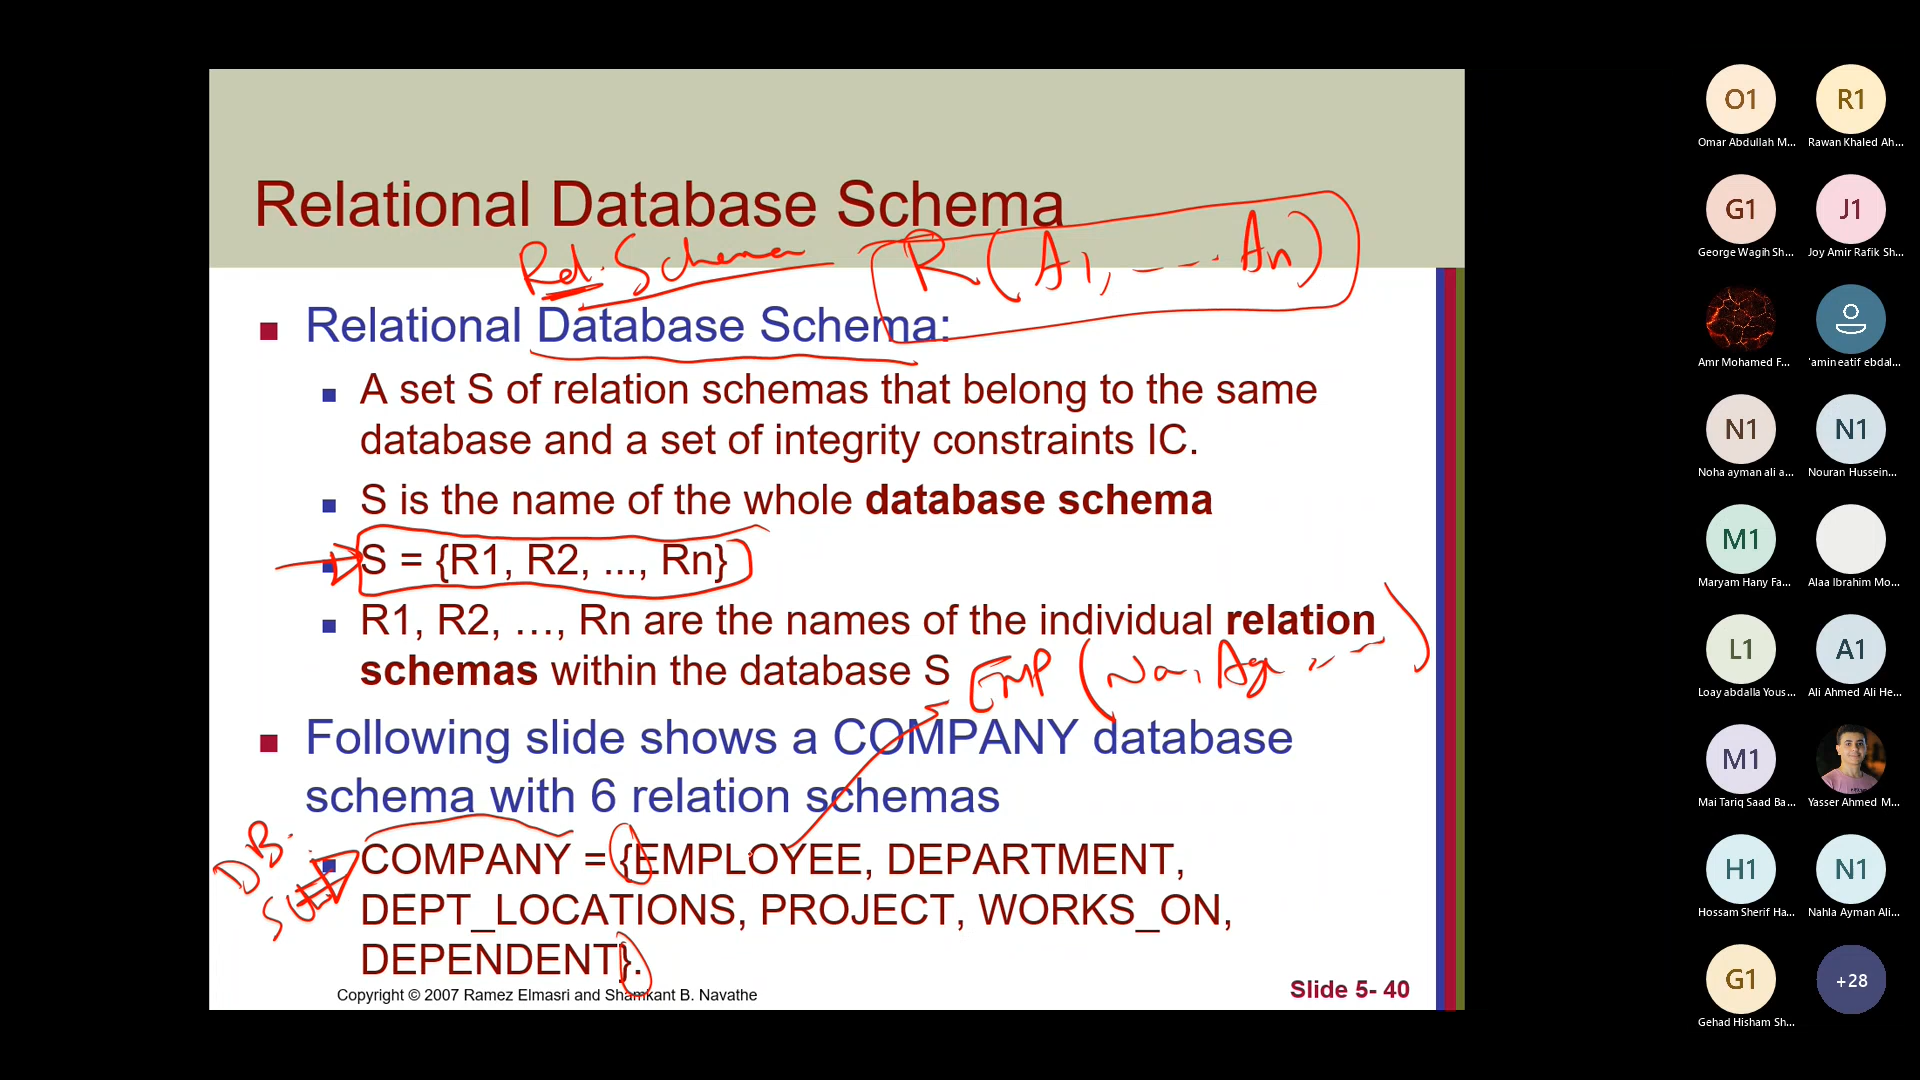 Relational Database Schema
Rel. Schema R(A1, ---. An)
Relational Database Schema:
A set S of relation schemas that belong to the same
database and a set of integrity constraints IC.
S is the name of the whole database schema
S = {R1, R2, ..., Rn}
R1, R2, …, Rn are the names of the individual relation
schemas within the database S
EMP (Na, Age
Following slide shows a COMPANY database
schema with 6 relation schemas
DB.
COMPANY = {EMPLOYEE, DEPARTMENT,
DEPT_LOCATIONS, PROJECT, WORKS_ON,
DEPENDENT}.
Copyright © 2007 Ramez Elmasri and Shamkant B. Navathe
Slide 5- 40
O1
Omar Abdullah M...
R1
Rawan Khaled Ah...
G1
George Wagih Sh...
J1
Joy Amir Rafik Sh...
Amr Mohamed F...
'amin eatif ebdal...
N1
Noha ayman ali a...
N1
Nouran Hussein...
M1
Maryam Hany Fa...
Alaa Ibrahim Mo...
L1
Loay abdalla Yous...
A1
Ali Ahmed Ali He...
M1
Mai Tariq Saad Ba...
Yasser Ahmed M...
H1
Hossam Sherif Ha...
N1
Nahla Ayman Ali...
G1
Gehad Hisham Sh...
+28